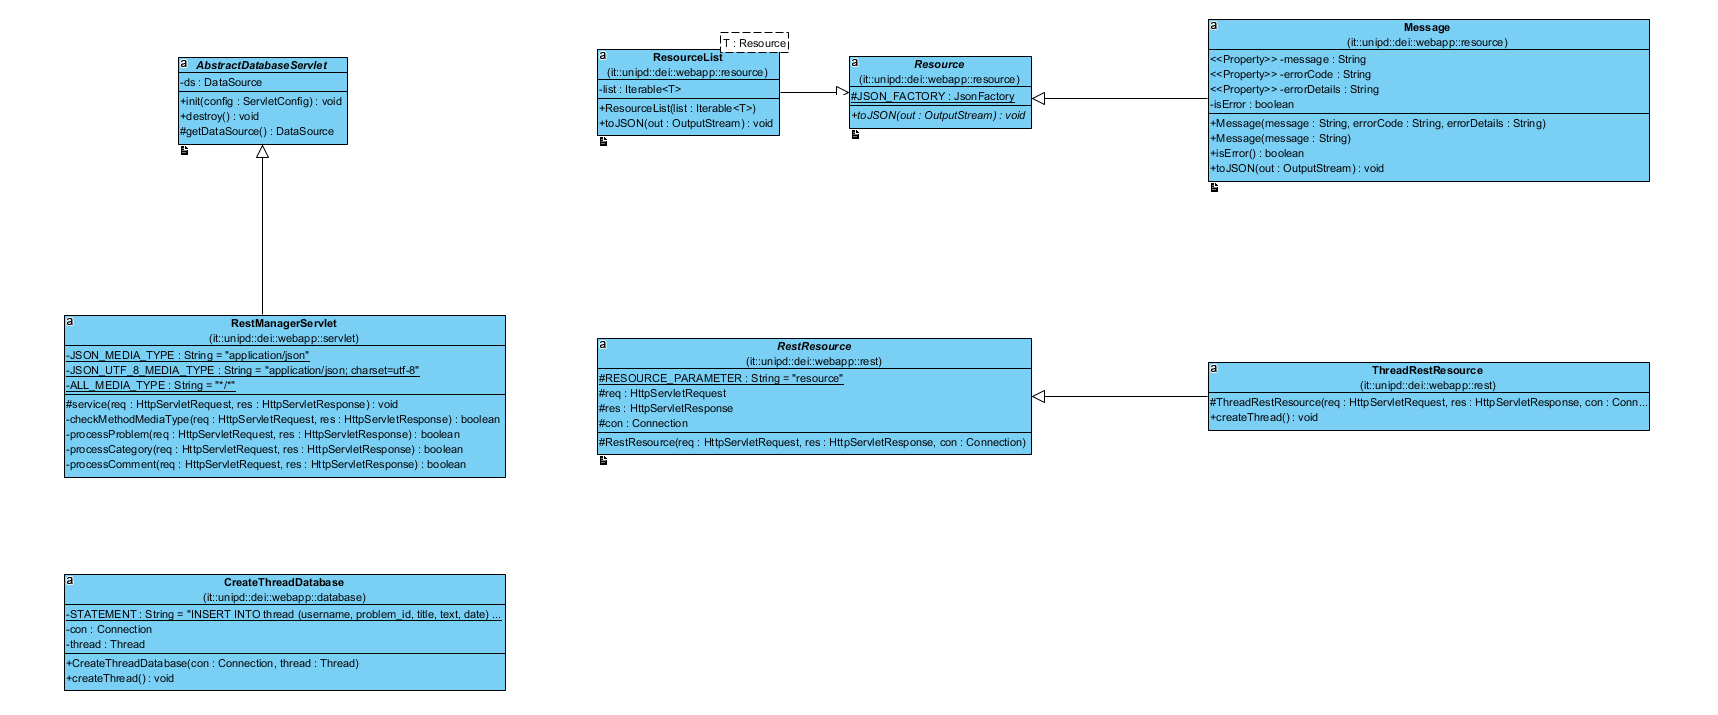 a
AbstractDatabaseServlet
-ds : DataSource
+init(config : ServletConfig) : void
+destroy() : void
#getDataSource() : DataSource
T : Resource
a
ResourceList
(it::unipd::dei::webapp::resource)
-list : Iterable<T>
+ResourceList(list : Iterable<T>)
+toJSON(out : OutputStream) : void
a
Resource
(it::unipd::dei::webapp::resource)
#JSON_FACTORY : JsonFactory
+toJSON(out : OutputStream) : void
a
Message
(it::unipd::dei::webapp::resource)
<<Property>> -message : String
<<Property>> -errorCode : String
<<Property>> -errorDetails : String
-isError : boolean
+Message(message : String, errorCode : String, errorDetails : String)
+Message(message : String)
+isError() : boolean
+toJSON(out : OutputStream) : void
a
RestManagerServlet
(it::unipd::dei::webapp::servlet)
-JSON_MEDIA_TYPE : String = "application/json"
-JSON_UTF_8_MEDIA_TYPE : String = "application/json; charset=utf-8"
-ALL_MEDIA_TYPE : String = "*/*"
#service(req : HttpServletRequest, res : HttpServletResponse) : void
-checkMethodMediaType(req : HttpServletRequest, res : HttpServletResponse) : boolean
-processProblem(req : HttpServletRequest, res : HttpServletResponse) : boolean
-processCategory(req : HttpServletRequest, res : HttpServletResponse) : boolean
-processComment(req : HttpServletRequest, res : HttpServletResponse) : boolean
a
RestResource
(it::unipd::dei::webapp::rest)
#RESOURCE_PARAMETER : String = "resource"
#req : HttpServletRequest
#res : HttpServletResponse
#con : Connection
#RestResource(req : HttpServletRequest, res : HttpServletResponse, con : Connection)
a
ThreadRestResource
(it::unipd::dei::webapp::rest)
#ThreadRestResource(req : HttpServletRequest, res : HttpServletResponse, con : Conn...
+createThread() : void
a
CreateThreadDatabase
(it::unipd::dei::webapp::database)
-STATEMENT : String = "INSERT INTO thread (username, problem_id, title, text, date) ...
-con : Connection
-thread : Thread
+CreateThreadDatabase(con : Connection, thread : Thread)
+createThread() : void